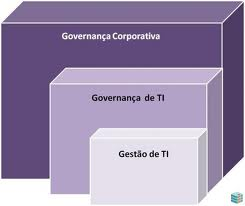 Governança Corporativa
Governança de TI
Gestão de TI